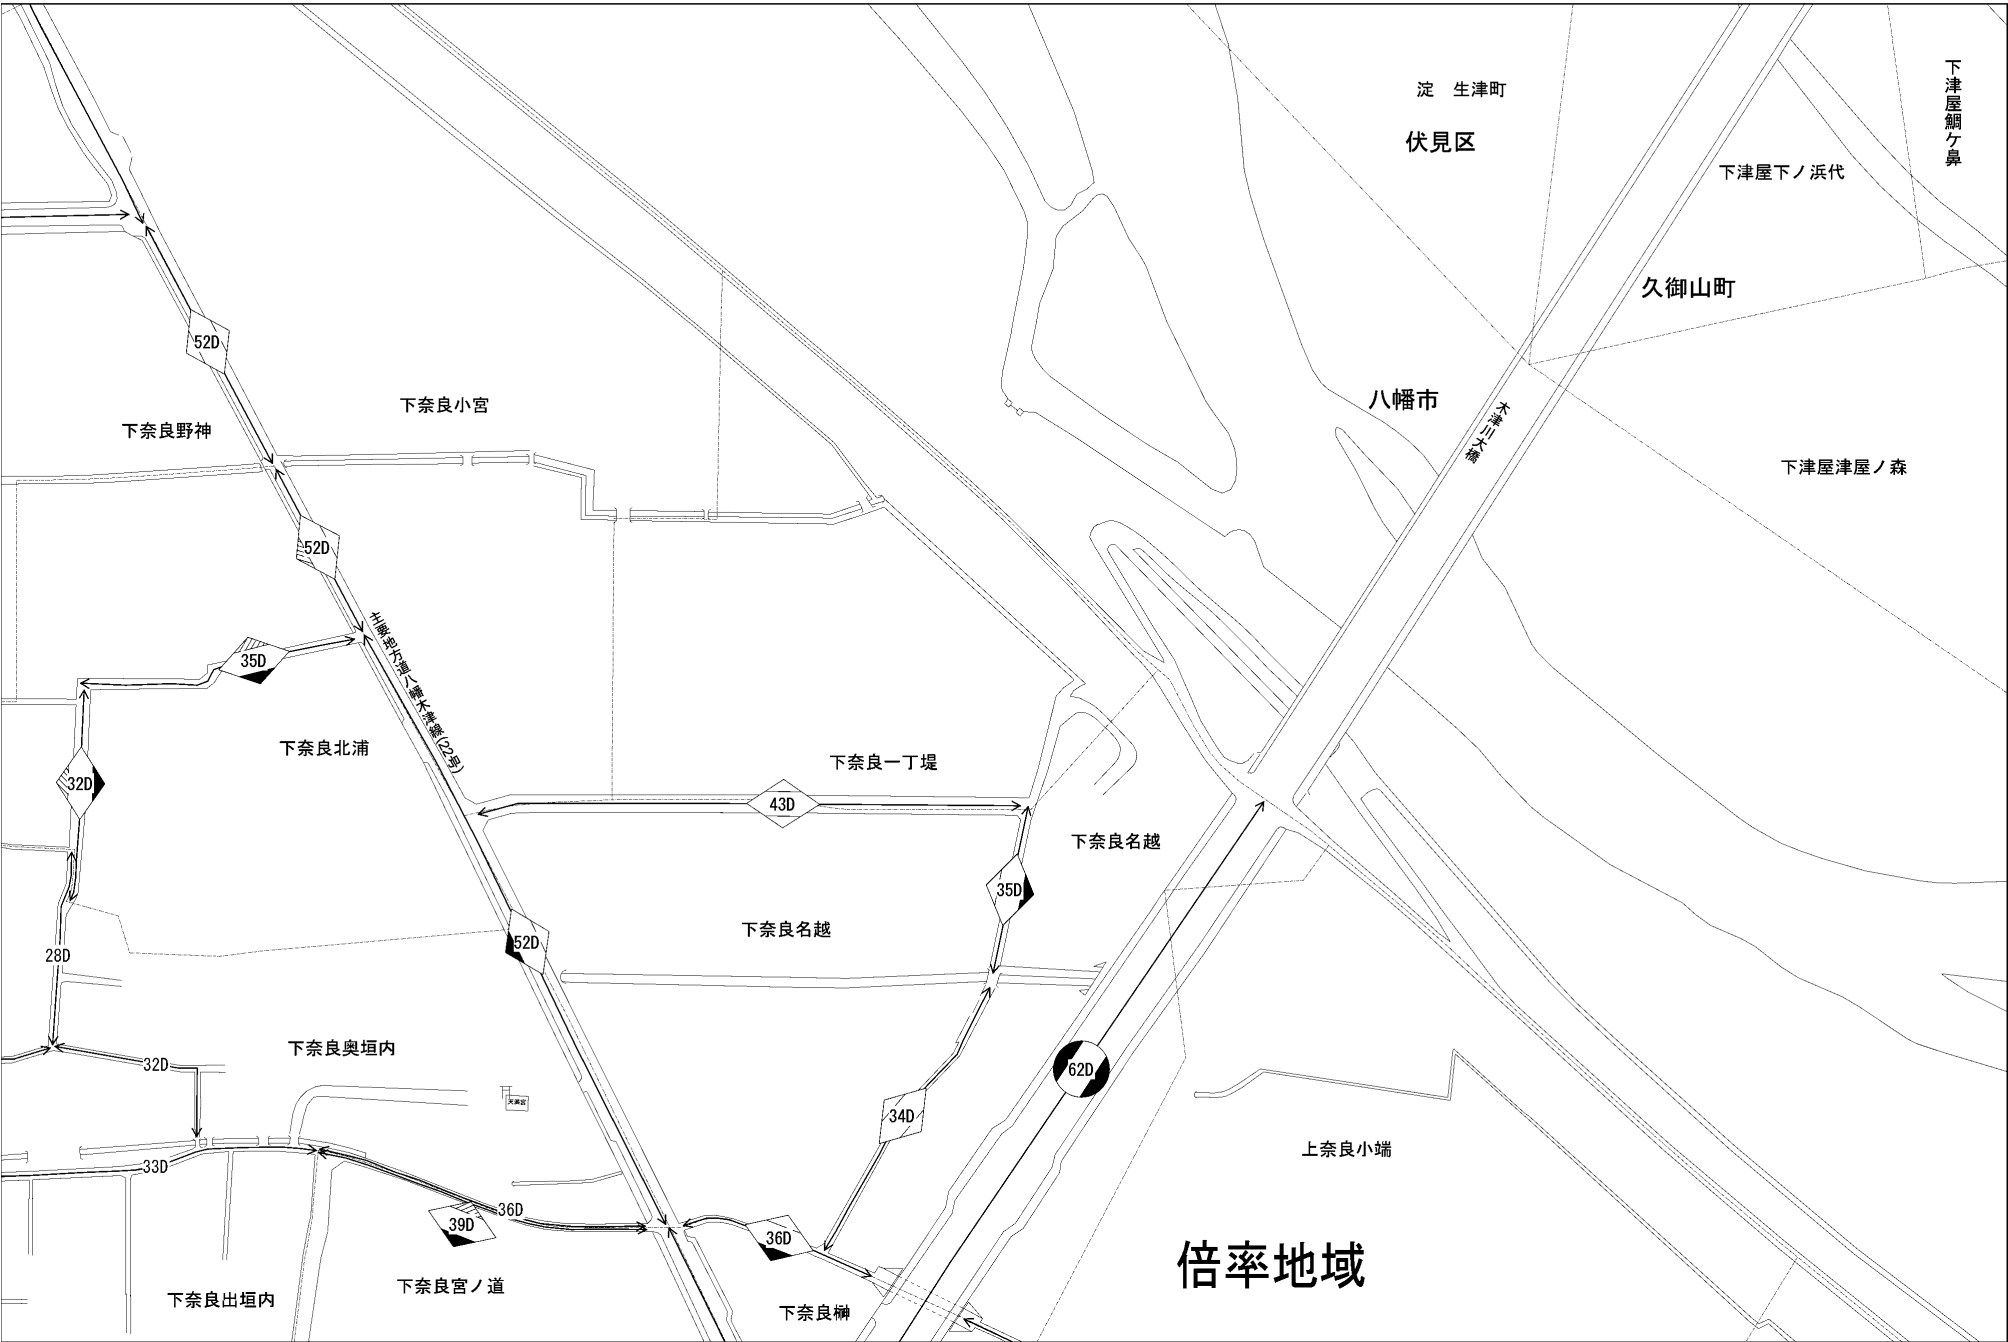 淀　生津町
伏見区
下津屋鯛ケ鼻
下津屋下ノ浜代
久御山町
52D
下奈良小宮
八幡市
下奈良野神
木津川大橋
下津屋津屋ノ森
52D
主要地方道八幡木津線(22号)
35D
下奈良北浦
下奈良一丁堤
32D
43D
下奈良名越
35D
下奈良名越
52D
28D
下奈良奥垣内
32D
62D
天満宮
34D
上奈良小端
33D
36D
39D
36D
倍率地域
下奈良宮ノ道
下奈良出垣内
下奈良榊